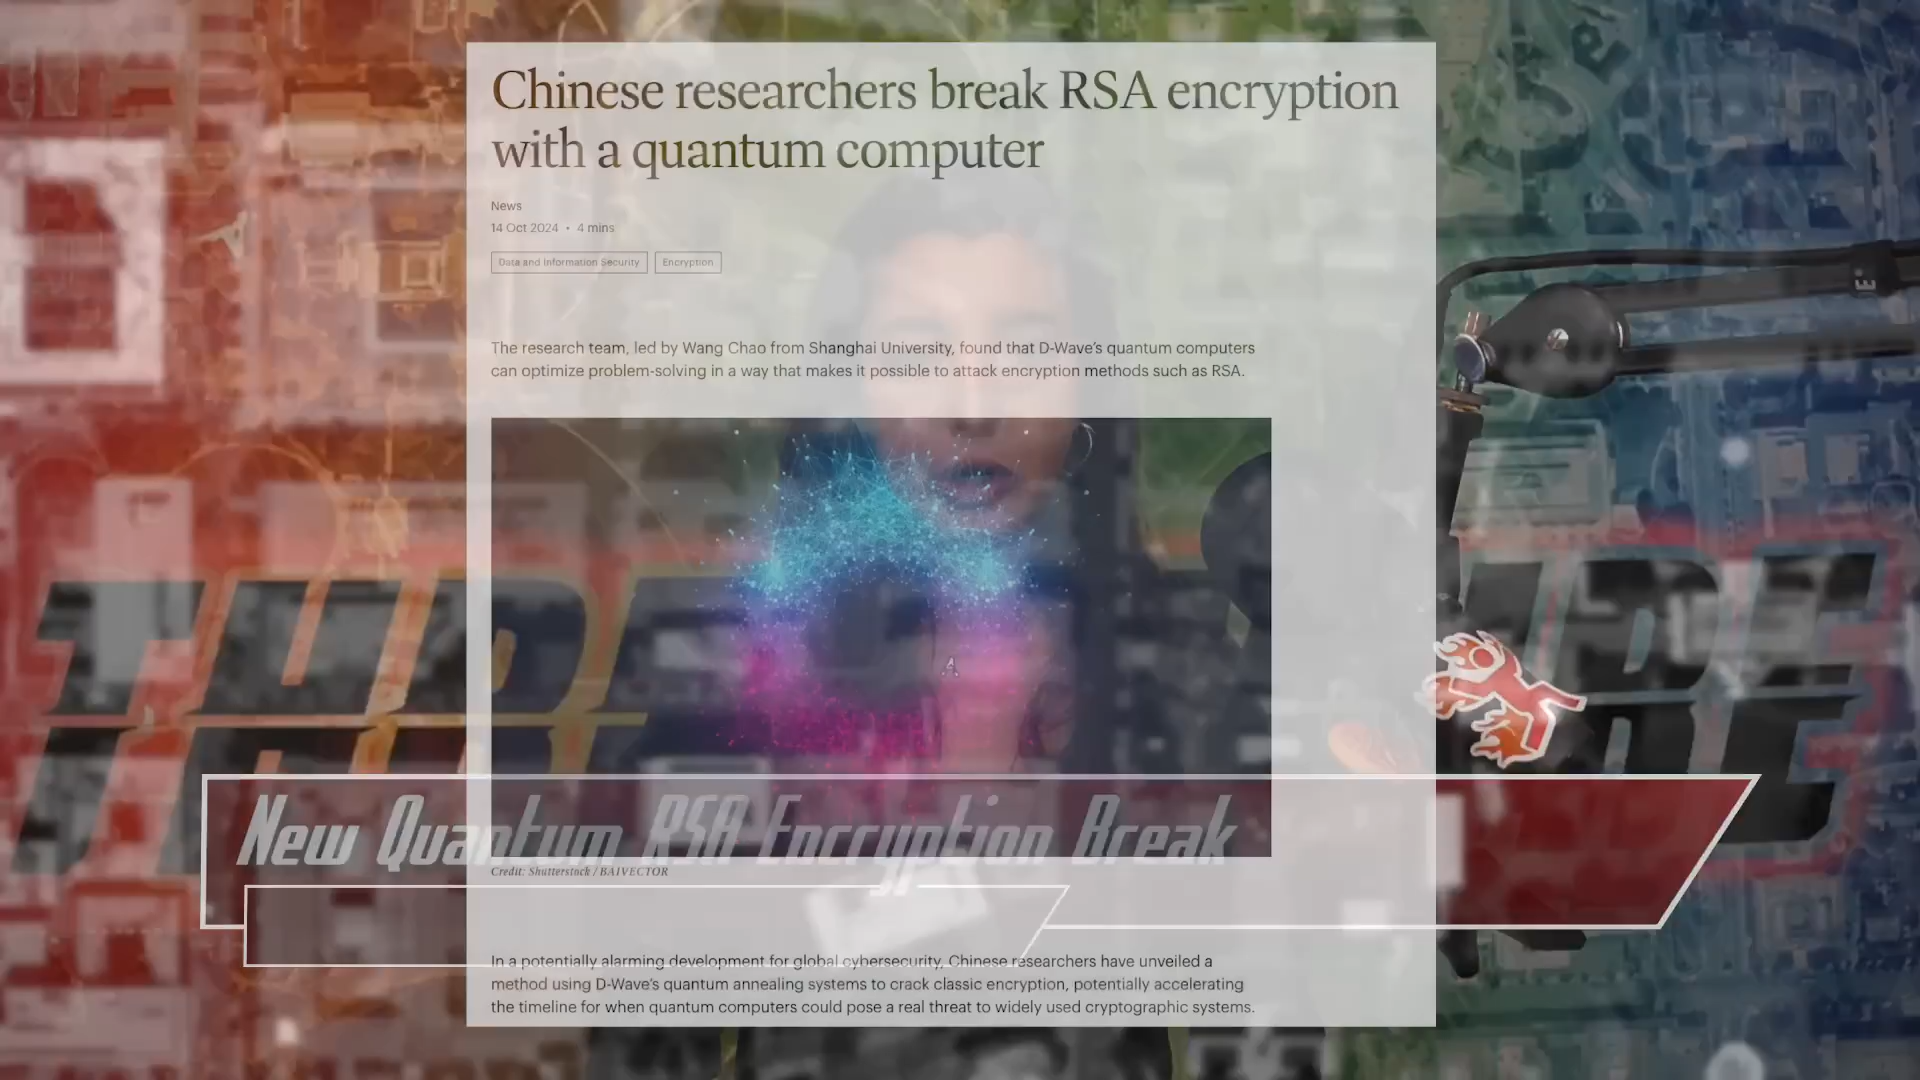 Chinese researchers break RSA encryption
with a quantum computer
News
14 Oct 2024 • 4 mins
Data and Information Security
Encryption
The research team, led by Wang Chao from Shanghai University, found that D-Wave's quantum computers
can optimize problem-solving in a way that makes it possible to attack encryption methods such as RSA.
New Quantum RSA Encryption Break
Credit: Shutterstock / BAIVECTOR
In a potentially alarming development for global cybersecurity, Chinese researchers have unveiled a
method using D-Wave's quantum annealing systems to crack classic encryption, potentially accelerating
the timeline for when quantum computers could pose a real threat to widely used cryptographic systems.